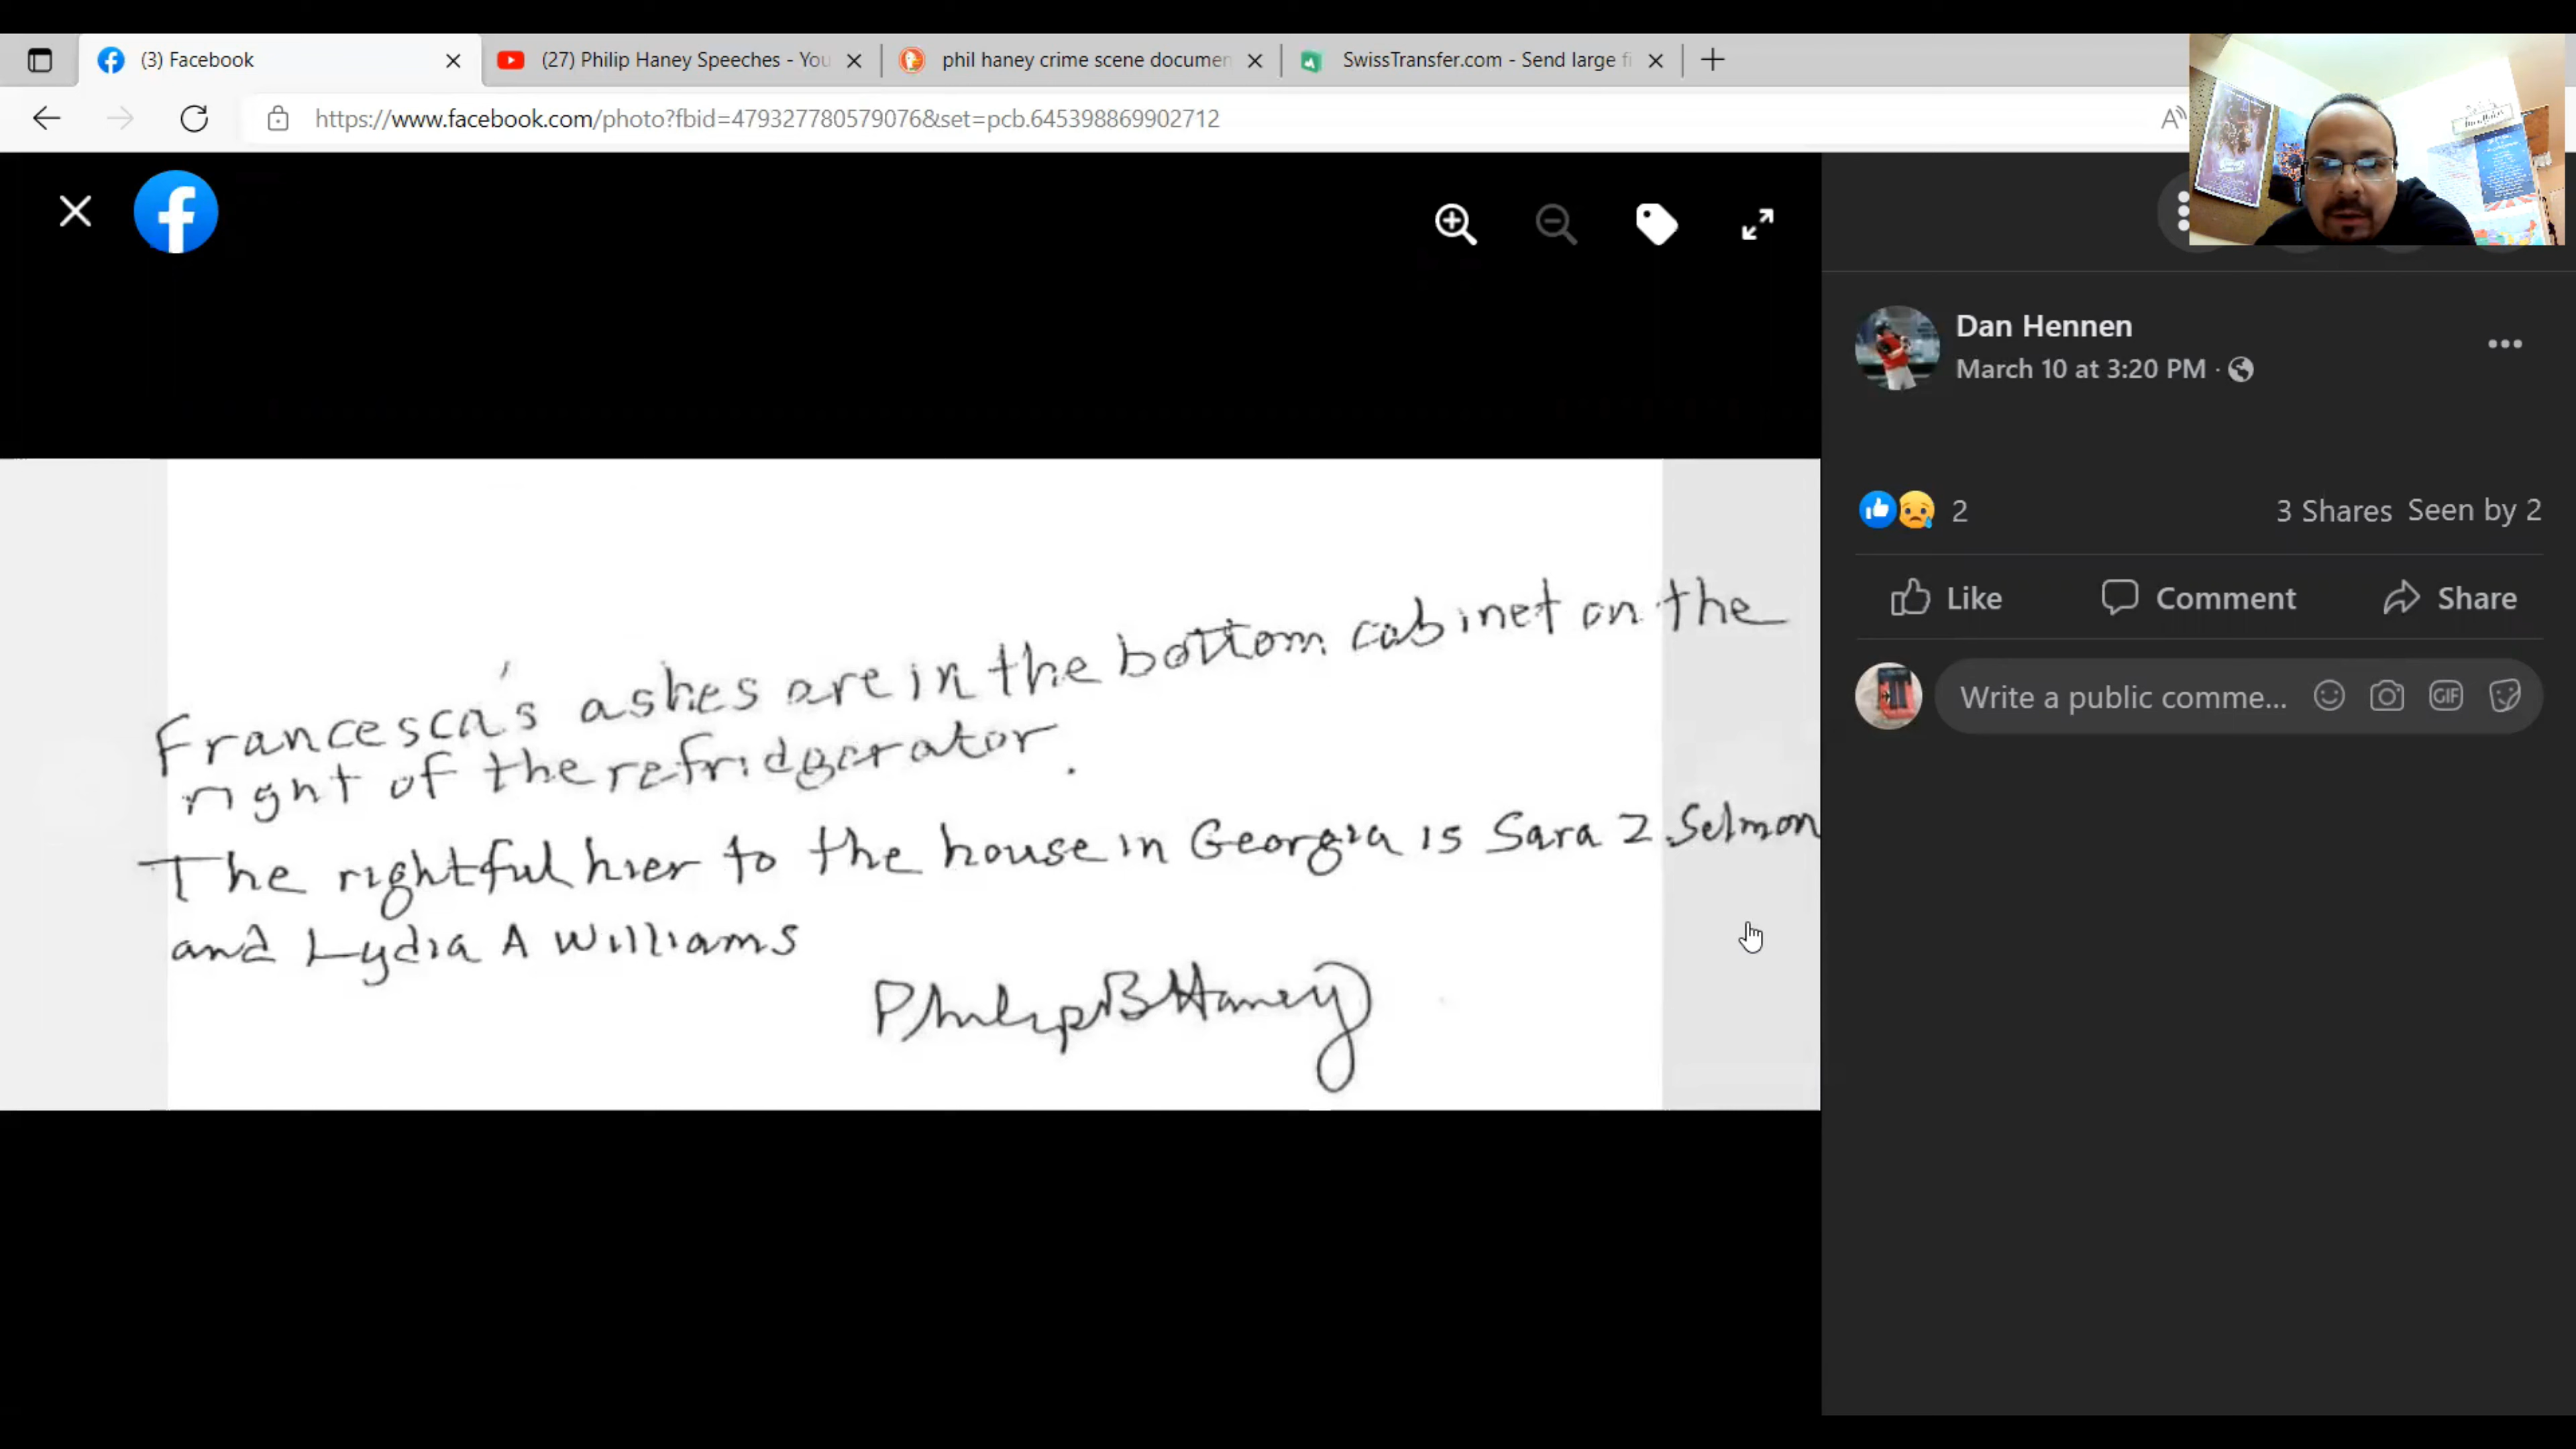 (3) Facebook
(27) Philip Haney Speeches - You
phil haney crime scene documen
SwissTransfer.com - Send large fi
https://www.facebook.com/photo?fbid=479327780579076&set=pcb.645398869902712
Dan Hennen
March 10 at 3:20 PM ·
2
3 Shares Seen by 2
Like
Comment
Share
Write a public comme...
GIF
Francesca's ashes are in the bottom cabinet on the
right of the refridgerator.
The rightful hier to the house in Georgia is Sara Z. Selmon
and Lydia A Williams
Philip B Haney